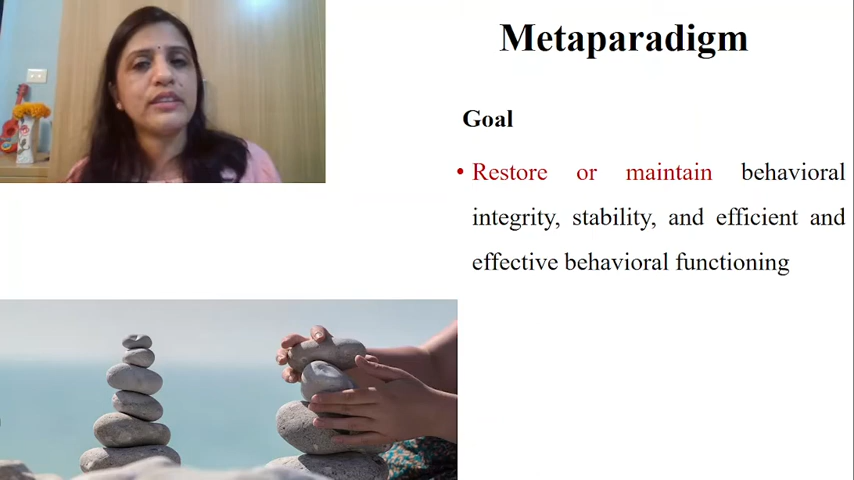 Metaparadigm
Goal
• Restore or maintain behavioral
integrity, stability, and efficient and
effective behavioral functioning